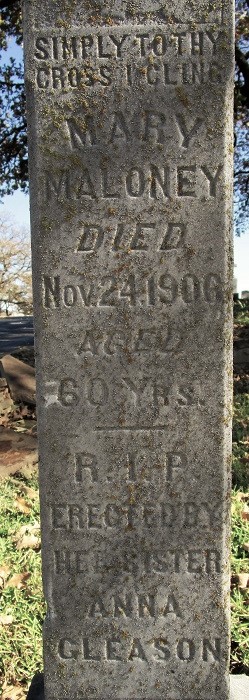 SIMPLY TO THY
CROSS I CLING
MARY
MALONEY
DIED
NOV. 24. 1906
AGED
60 YRS.
R. I. P
ERECTED BY
HER SISTER
ANNA
GLEASON